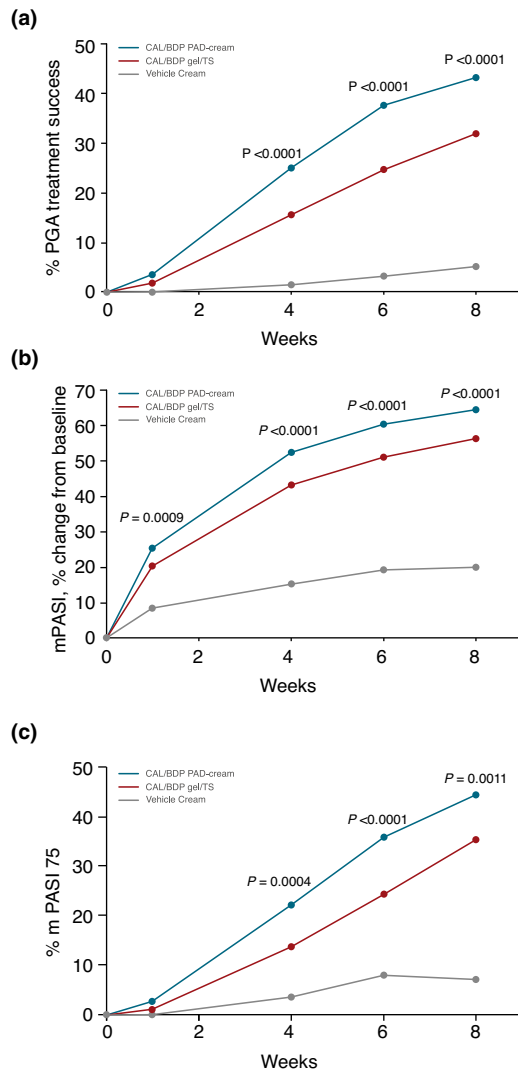 (a)
50
40
30
20
10
0
% PGA treatment success
CAL/BDP PAD-cream
CAL/BDP gel/TS
Vehicle Cream
P <0.0001
P <0.0001
P <0.0001
0 2 4 6 8
Weeks
(b)
70
60
50
40
30
20
10
0
mPASI, % change from baseline
CAL/BDP PAD-cream
CAL/BDP gel/TS
Vehicle Cream
P = 0.0009
P <0.0001
P <0.0001
P <0.0001
0 2 4 6 8
Weeks
(c)
50
40
30
20
10
0
% m PASI 75
CAL/BDP PAD-cream
CAL/BDP gel/TS
Vehicle Cream
P = 0.0004
P <0.0001
P = 0.0011
0 2 4 6 8
Weeks